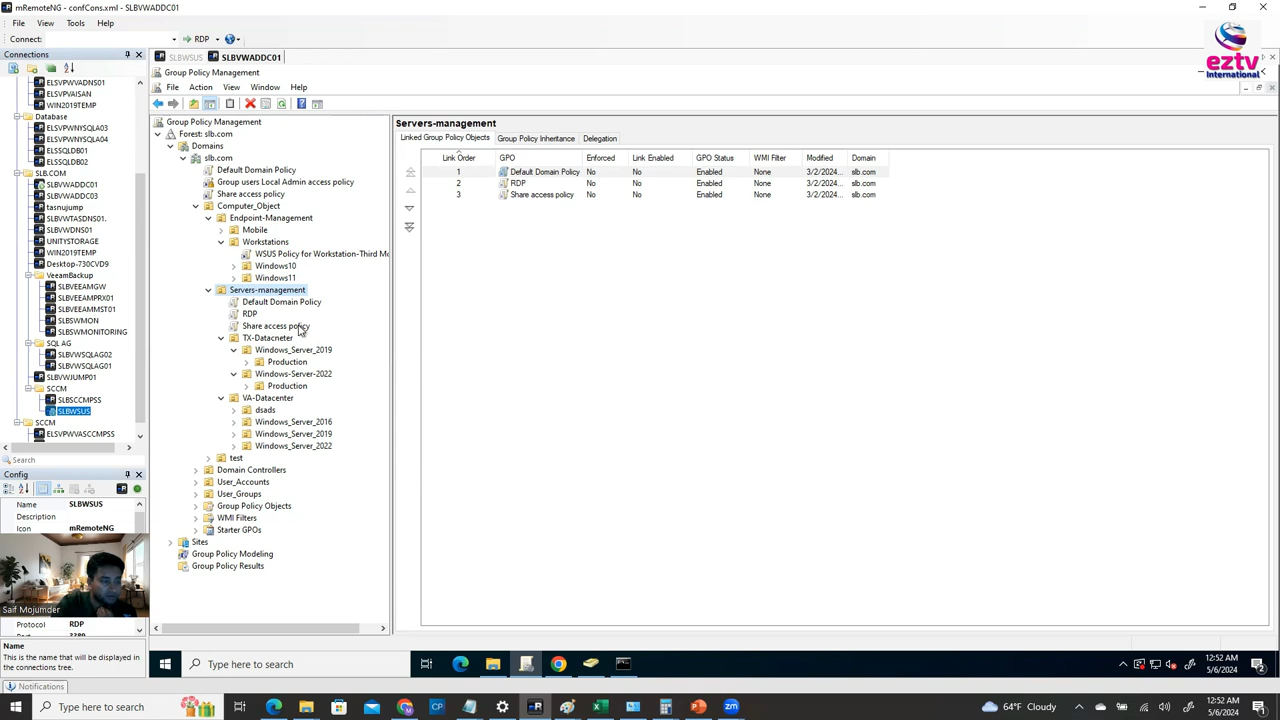 mRemoteNG - confCons.xml - SLBVWADDC01
File View Tools Help
Connect: RDP
eztv
International
Connections
ELSVPWVADNS01
ELSVPWVAISAN
WIN2019TEMP
Database
ELSVPWNYSQLA03
ELSVPWNYSQLA04
ELSSQLDB01
ELSSQLDB02
SLB.COM
SLBVWADDC01
SLBVWADDC03
tasnujump
SLBVWTASDNS01.
SLBVWDNS01
UNITYSTORAGE
WIN2019TEMP
Desktop-730CVD9
VeeamBackup
SLBVEEAMGW
SLBVEEAMPRX01
SLBVEEAMMST01
SLBVSWMON
SLBVSWMONITORING
SQL AG
SLBVWSQLAG02
SLBVWSQLAG01
SLBVWJUMP01
SCCM
SLBSCCMPSS
SLBWSUS
SCCM
ELSVPWVASCCMPSS
Search
Config
Name SLBWSUS
Description
Icon mRemoteNG
Saif Mojumder
Protocol RDP
Port 3389
Name
This is the name that will be displayed in
the connections tree.
Notifications
SLBWSUS SLBVWADDC01
Group Policy Management
File Action View Window Help
Group Policy Management
Forest: slb.com
Domains
slb.com
Default Domain Policy
Group users Local Admin access policy
Share access policy
Computer_Object
Endpoint-Management
Mobile
Workstations
WSUS Policy for Workstation-Third Mo
Windows10
Windows11
Servers-management
Default Domain Policy
RDP
Share access policy
TX-Datacneter
Windows_Server_2019
Production
Windows-Server-2022
Production
VA-Datacenter
dsads
Windows_Server_2016
Windows_Server_2019
Windows_Server_2022
test
Domain Controllers
User_Accounts
User_Groups
Group Policy Objects
WMI Filters
Starter GPOs
Sites
Group Policy Modeling
Group Policy Results
Servers-management
Linked Group Policy Objects Group Policy Inheritance Delegation
Link Order GPO Enforced Link Enabled GPO Status WMI Filter Modified Domain
1 Default Domain Policy No No Enabled None 3/2/2024... slb.com
2 RDP No No Enabled None 3/2/2024... slb.com
3 Share access policy No No Enabled None 3/2/2024... slb.com
Type here to search
12:52 AM
5/6/2024
Type here to search
64°F Cloudy
12:52 AM
5/6/2024